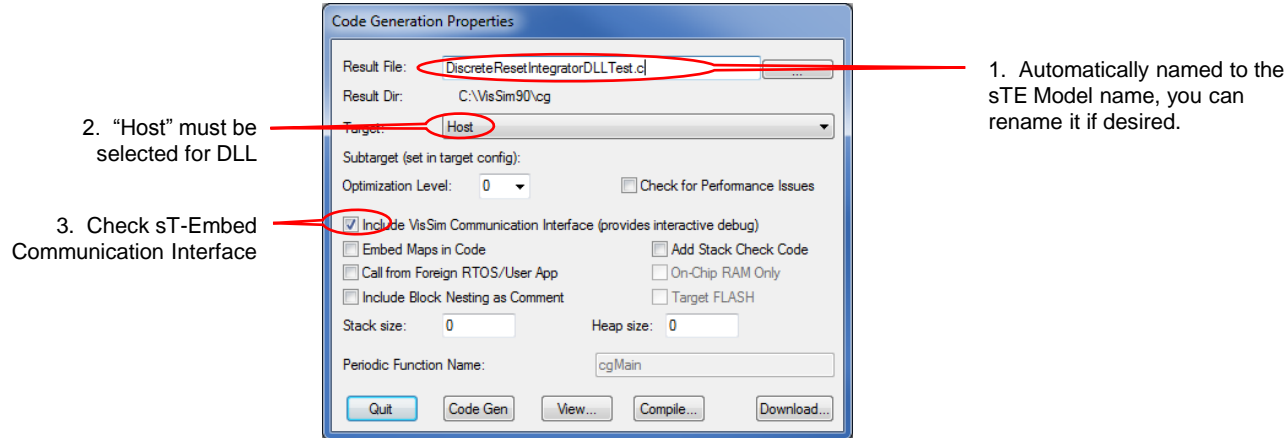 Code Generation Properties
Result File: DiscreteResetIntegratorDLLTest.c ...
Result Dir: C:\VisSim90\cg
Target: Host
Subtarget (set in target config):
Optimization Level: 0 Check for Performance Issues
Include VisSim Communication Interface (provides interactive debug)
Embed Maps in Code Add Stack Check Code
Call from Foreign RTOS/User App On-Chip RAM Only
Include Block Nesting as Comment Target FLASH
Stack size: 0 Heap size: 0
Periodic Function Name: cgMain
Quit Code Gen View... Compile... Download...
1. Automatically named to the
sTE Model name, you can
rename it if desired.
2. “Host” must be
selected for DLL
3. Check sT-Embed
Communication Interface